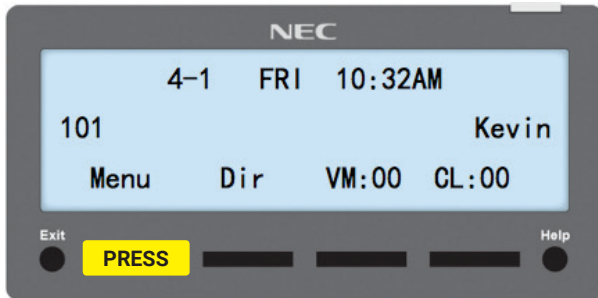 NEC
4-1 FRI 10:32AM
101 Kevin
Menu Dir VM:00 CL:00
Exit Help
PRESS